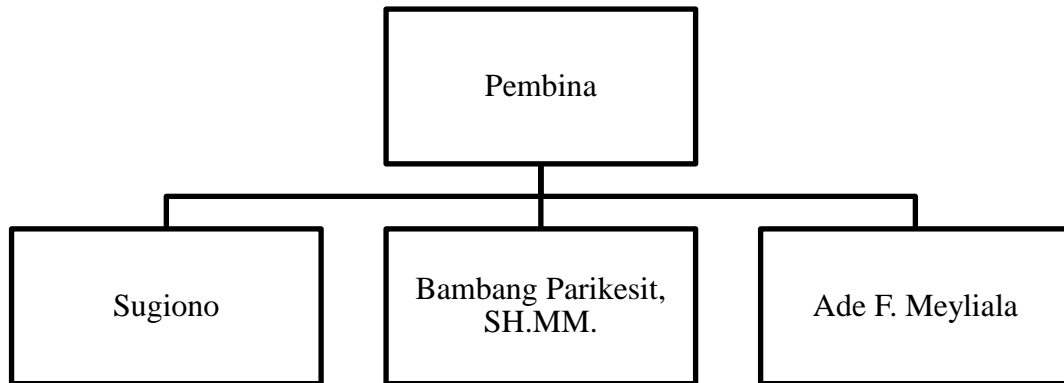 Pembina
Sugiono
Bambang Parikesit,
SH.MM.
Ade F. Meyliala